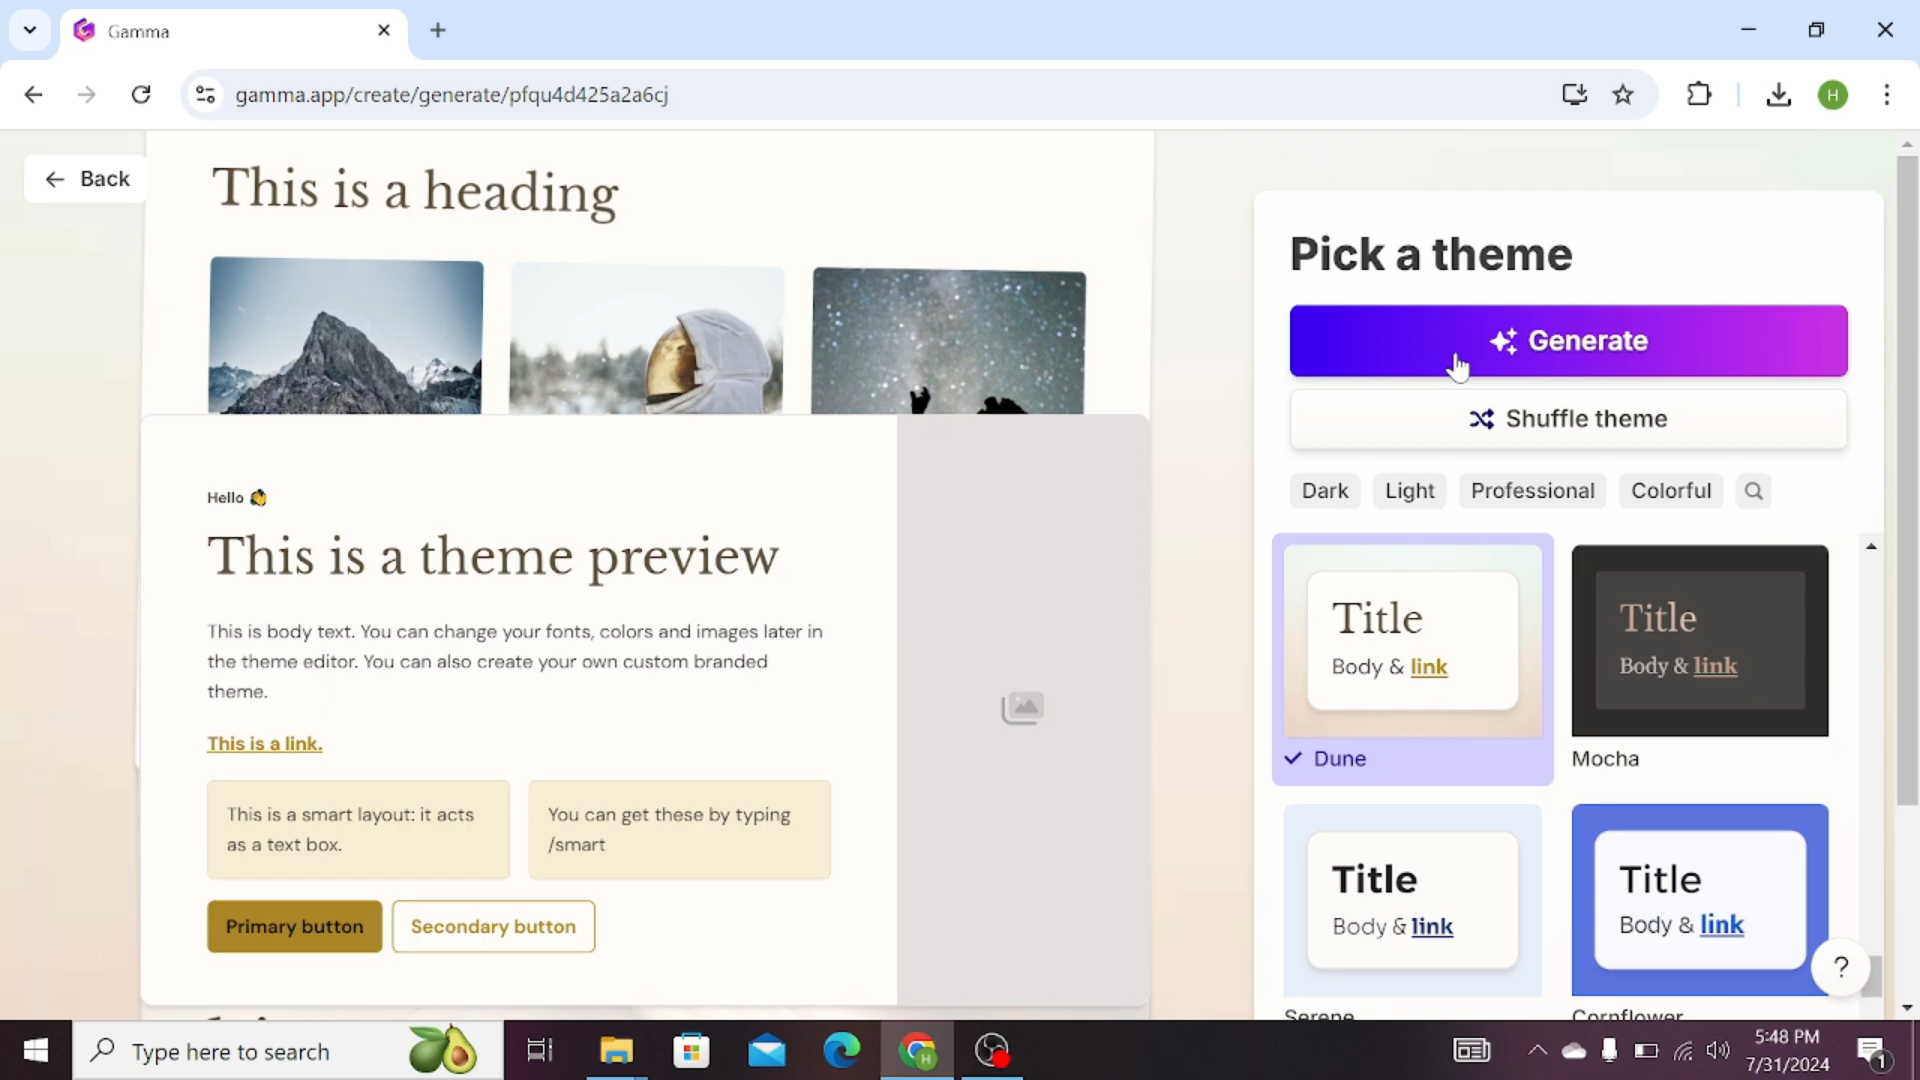 Gamma
gamma.app/create/generate/pfqu4d425a2a6cj
H
Back
This is a heading
Hello
This is a theme preview
This is body text. You can change your fonts, colors and images later in
the theme editor. You can also create your own custom branded
theme.
This is a link.
This is a smart layout: it acts
as a text box.
You can get these by typing
/smart
Primary button
Secondary button
Pick a theme
Generate
Shuffle theme
Dark
Light
Professional
Colorful
Title
Body & link
Dune
Title
Body & link
Mocha
Title
Body & link
Serene
Title
Body & link
Cornflower
?
Type here to search
H
5:48 PM
7/31/2024
1